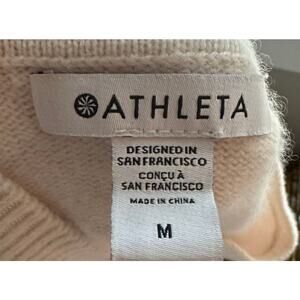 ATHLETA
DESIGNED IN
SAN FRANCISCO
CONÇU À
SAN FRANCISCO
MADE IN CHINA
M